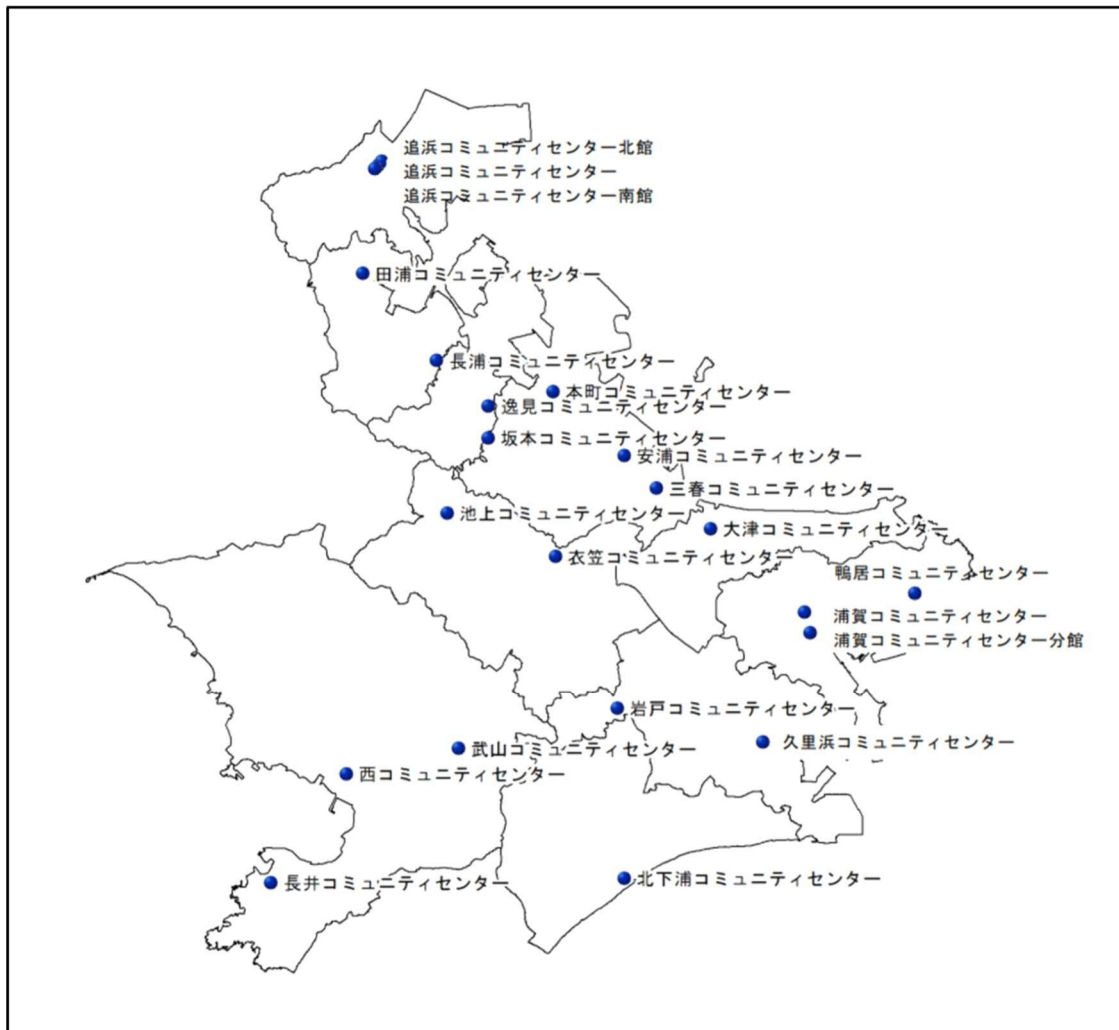 追浜コミュニティセンター北館
追浜コミュニティセンター
追浜コミュニティセンター南館
田浦コミュニティセンター
長浦コミュニティセンター
本町コミュニティセンター
逸見コミュニティセンター
坂本コミュニティセンター
安浦コミュニティセンター
三春コミュニティセンター
池上コミュニティセンター
大津コミュニティセンター
衣笠コミュニティセンター
鴨居コミュニティセンター
浦賀コミュニティセンター
浦賀コミュニティセンター分館
岩戸コミュニティセンター
久里浜コミュニティセンター
武山コミュニティセンター
西コミュニティセンター
長井コミュニティセンター
北下浦コミュニティセンター